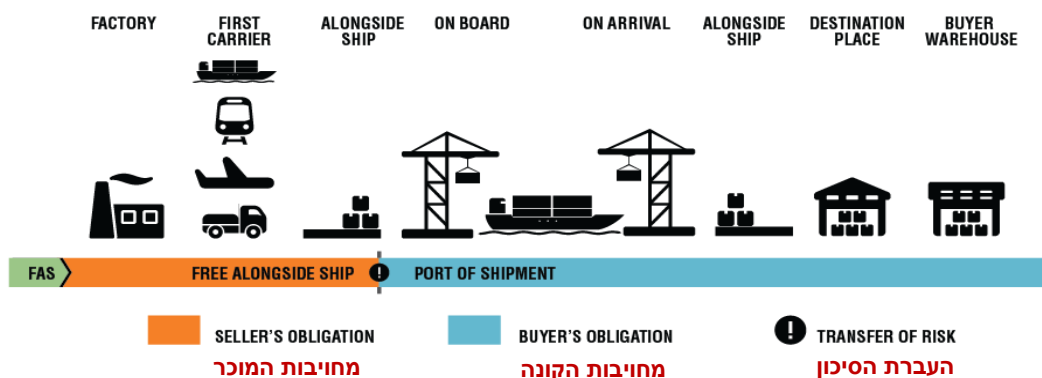 FACTORY
FIRST
CARRIER
ALONGSIDE
SHIP
ON BOARD
ON ARRIVAL
ALONGSIDE
SHIP
DESTINATION
PLACE
BUYER
WAREHOUSE
FAS
FREE ALONGSIDE SHIP
!
PORT OF SHIPMENT
SELLER'S OBLIGATION
BUYER'S OBLIGATION
!
TRANSFER OF RISK
מחויבות המוכר
מחויבות הקונה
העברת הסיכון